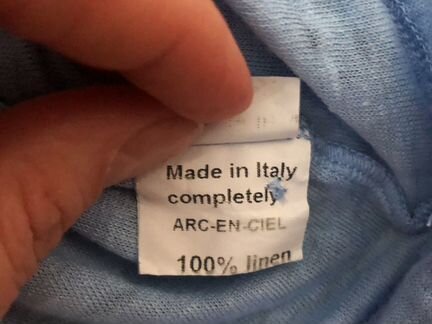 Made in Italy
completely
ARC-EN-CIEL
100% linen